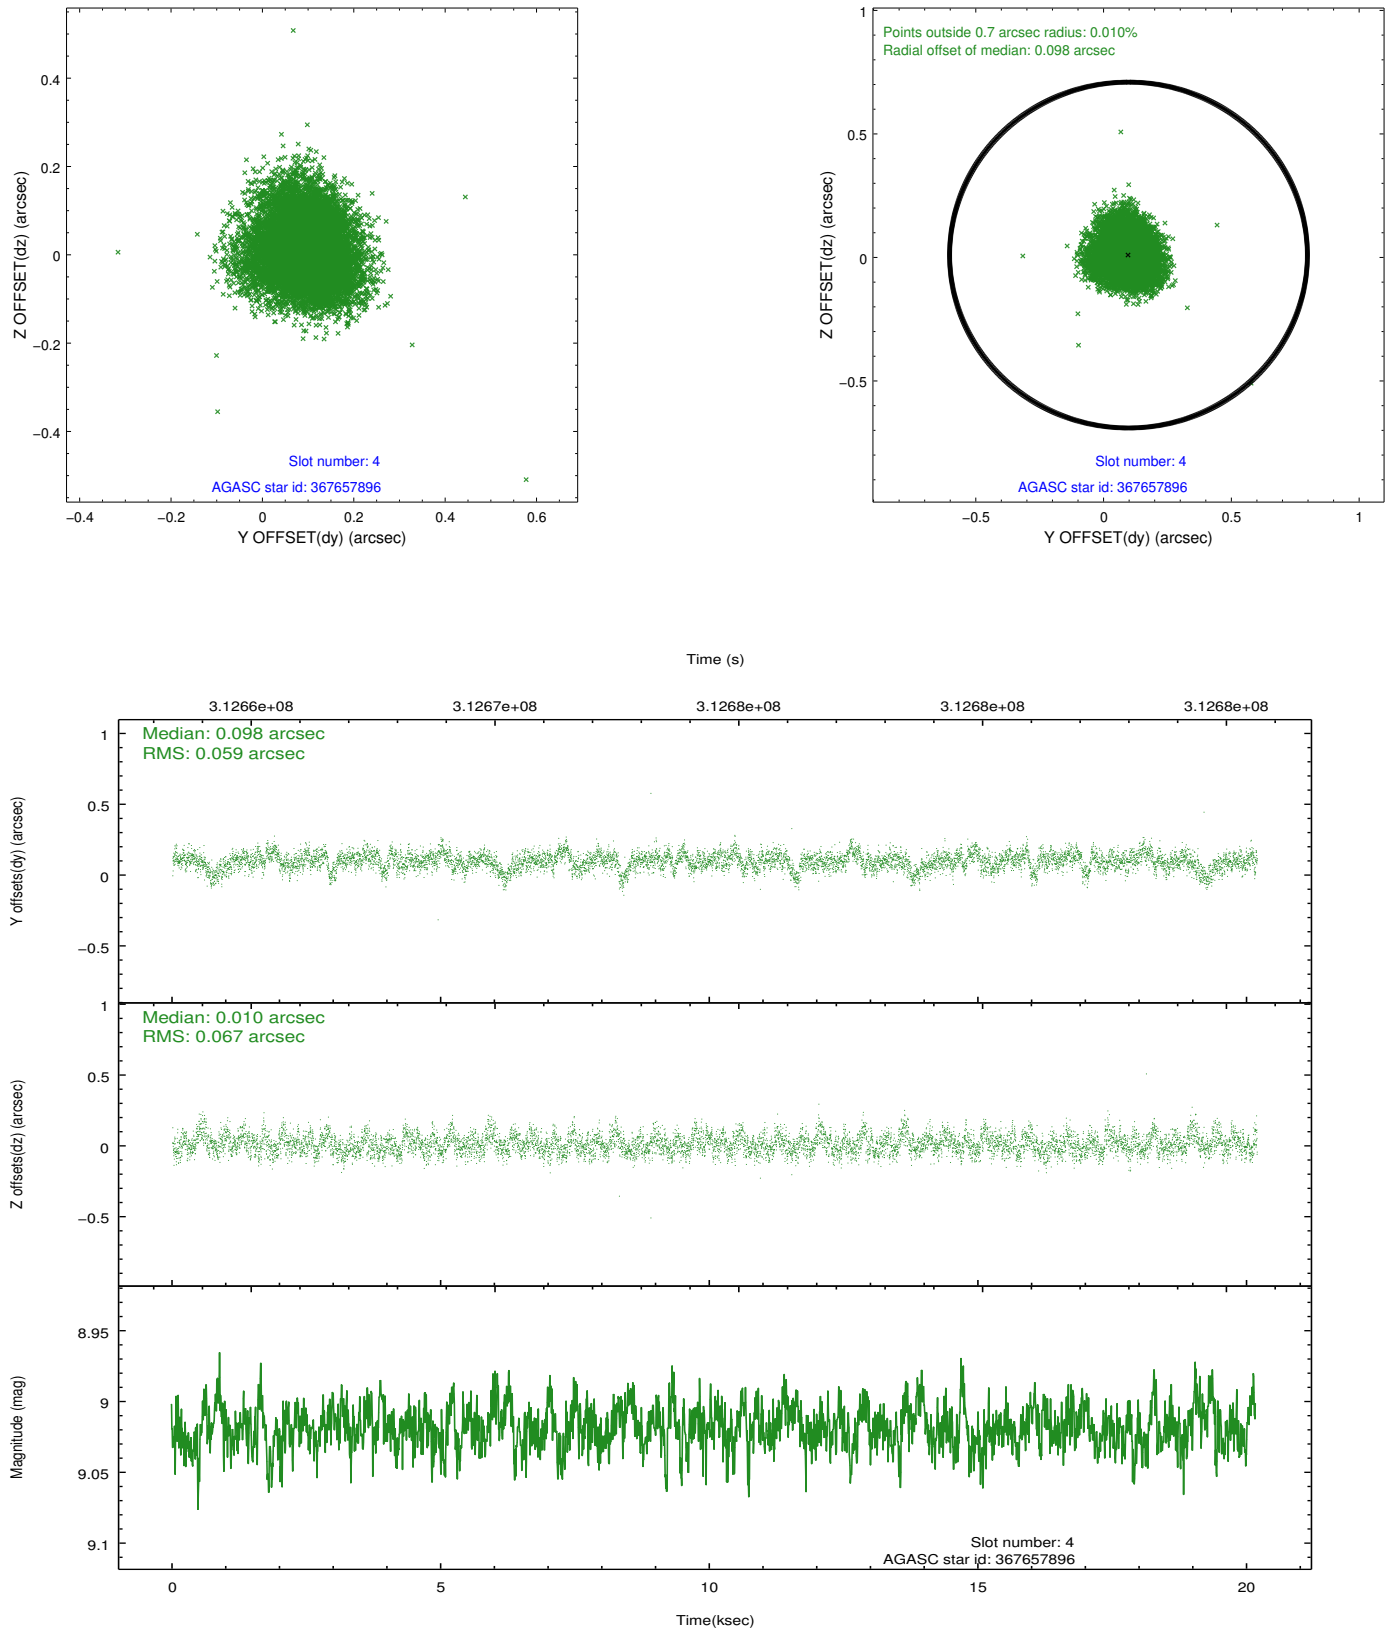 0.4
0.2
0
−0.2
−0.4
Z OFFSET(dz) (arcsec)
Slot number: 4
AGASC star id: 367657896
−0.4 −0.2 0 0.2 0.4 0.6
Y OFFSET(dy) (arcsec)
1
0.5
0
−0.5
Z OFFSET(dz) (arcsec)
Points outside 0.7 arcsec radius: 0.010%
Radial offset of median: 0.098 arcsec
Slot number: 4
AGASC star id: 367657896
−0.5 0 0.5 1
Y OFFSET(dy) (arcsec)
Time (s)
3.1266e+08 3.1267e+08 3.1268e+08 3.1268e+08 3.1268e+08
Median: 0.098 arcsec
RMS: 0.059 arcsec
1
0.5
0
−0.5
Y offsets(dy) (arcsec)
Median: 0.010 arcsec
RMS: 0.067 arcsec
1
0.5
0
−0.5
Z offsets(dz) (arcsec)
8.95
9
9.05
9.1
Magnitude (mag)
Slot number: 4
AGASC star id: 367657896
0 5 10 15 20
Time(ksec)